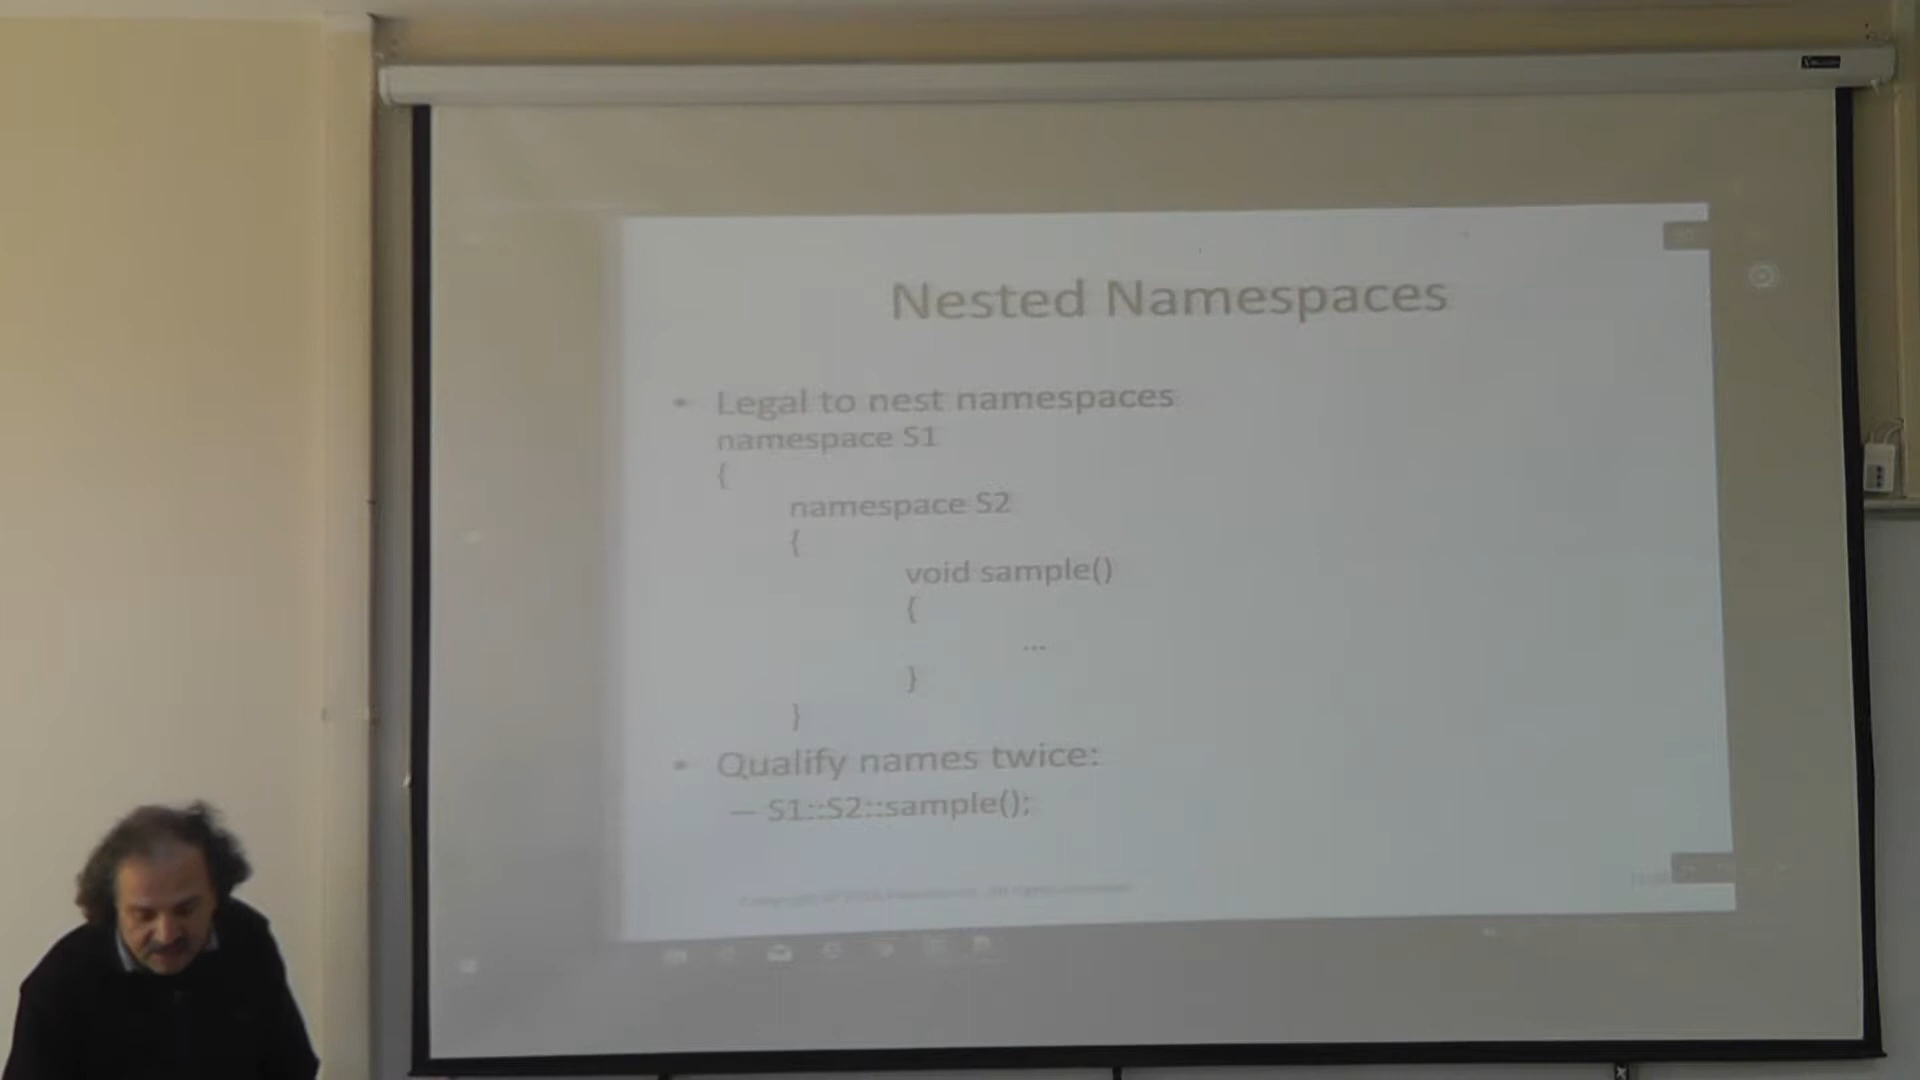 Nested Namespaces
• Legal to nest namespaces
namespace S1
{
namespace S2
{
void sample()
{
...
}
}
• Qualify names twice:
– S1::S2::sample();